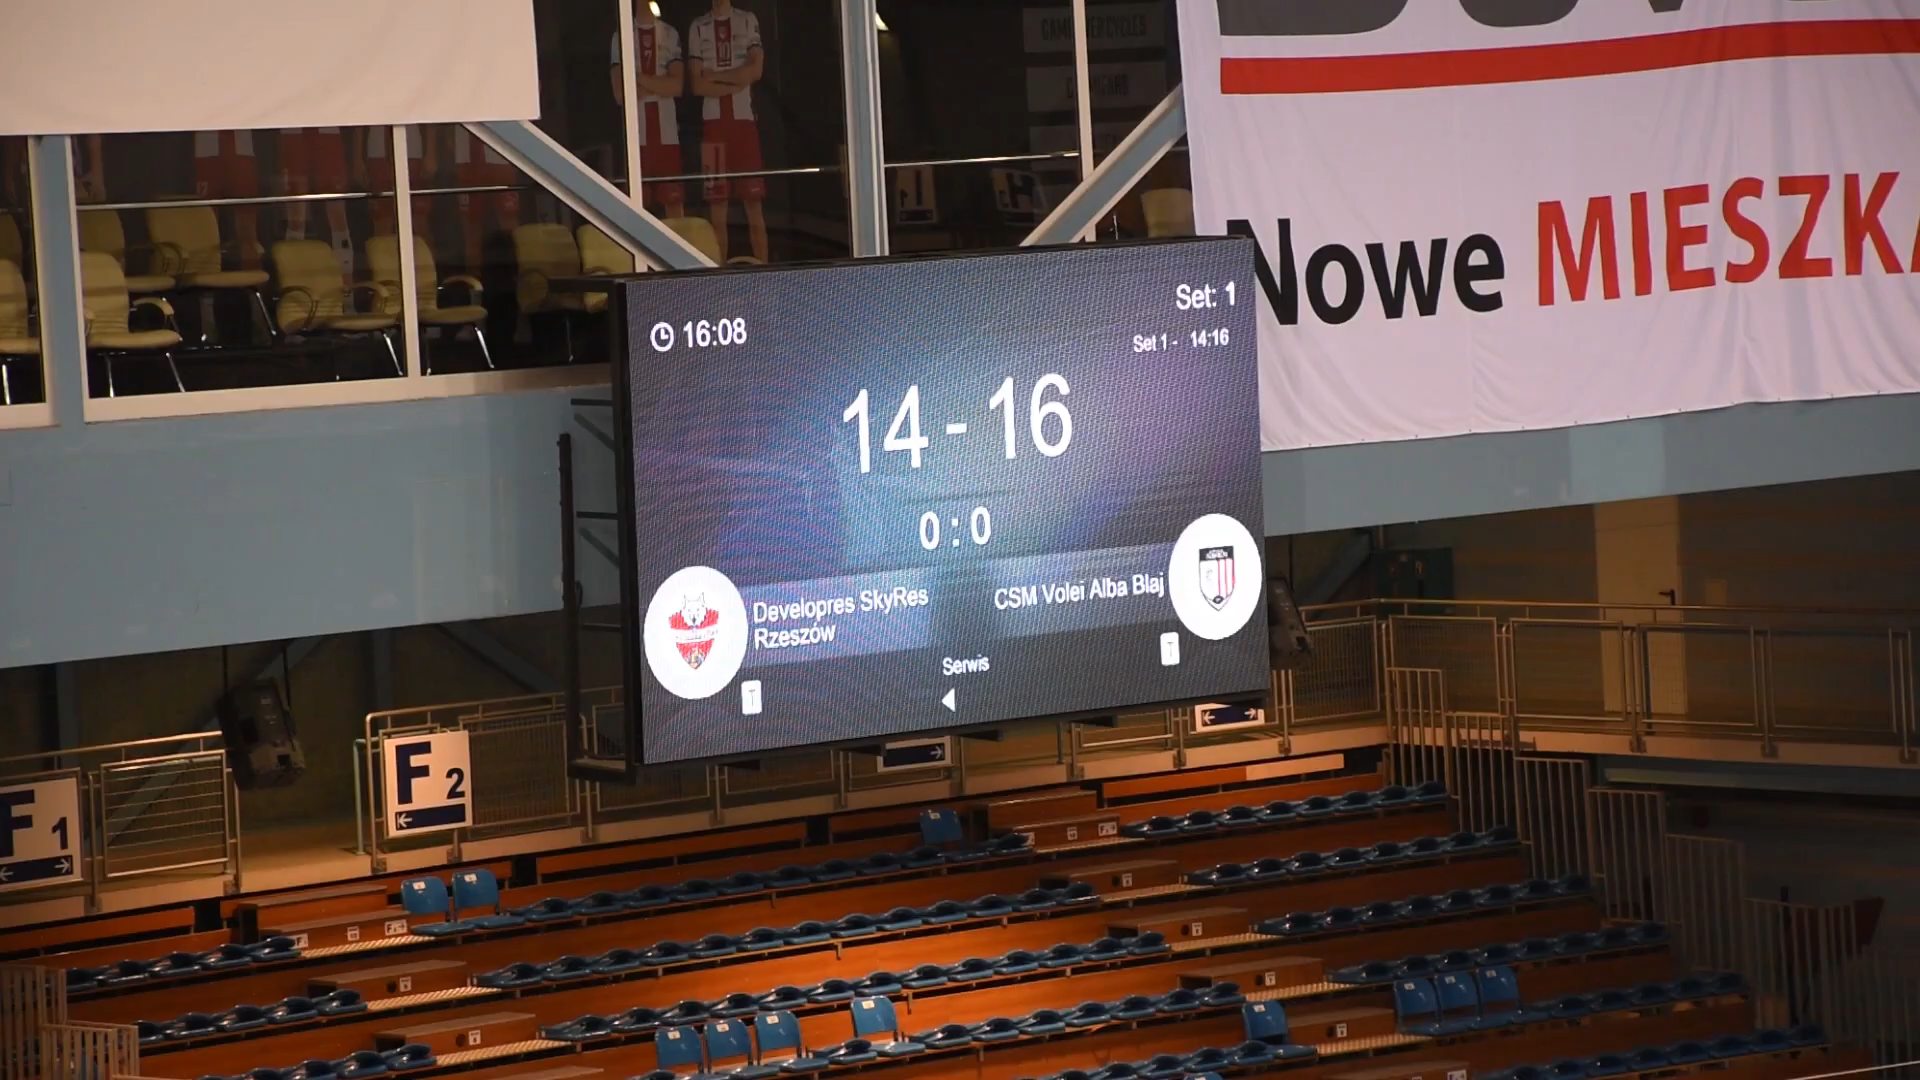 Nowe MIESZKA
Set: 1
16:08
Set 1 - 14:16
14 - 16
0 : 0
Developres SkyRes
Rzeszów
CSM Volei Alba Blaj
T
T
Serwis
F 2
F 1